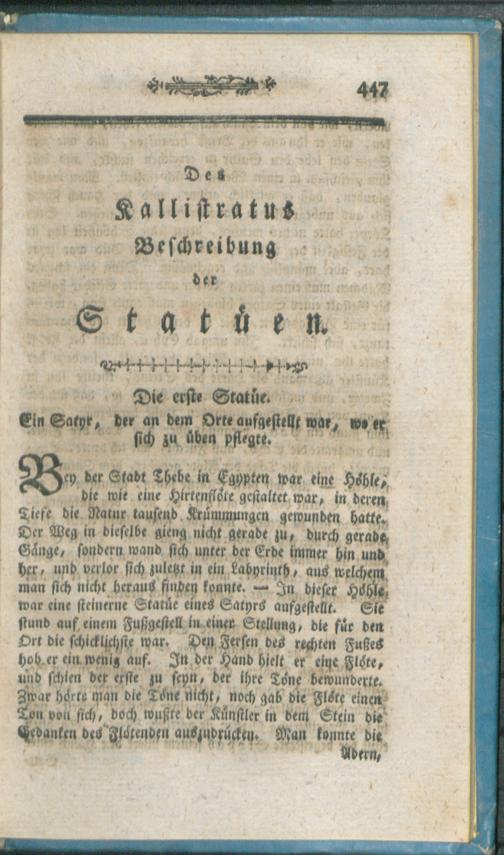 447
Des
Kallistratus
Beschreibung
der
Statüen.
Die erste Statüe.
Ein Satyr, der an dem Orte aufgestellt war, wo er
sich zu üben pflegte.
Bey der Stadt Thebe in Egypten war eine Höhle,
die wie eine Hirtenflöte gestaltet war, in deren
Tiefe die Natur tausend Krümmungen gewunden hatte.
Der Weg in dieselbe gieng nicht gerade zu, durch gerade
Gänge, sondern wand sich unter der Erde immer hin und
her, und verlor sich zuletzt in ein Labyrinth, aus welchem
man sich nicht heraus finden konnte. — In dieser Höhle
war eine steinerne Statüe eines Satyrs aufgestellt. Sie
stund auf einem Fußgestell in einer Stellung, die für den
Ort die schicklichste war. Den Fersen des rechten Fußes
hob er ein wenig auf. In der Hand hielt er eine Flöte,
und schien der erste zu seyn, der ihre Töne bewunderte.
Zwar hörte man die Töne nicht, noch gab die Flöte einen
Ton von sich, doch wußte der Künstler in dem Stein die
Gedanken des Flötenden auszudrücken. Man konnte die
Adern,